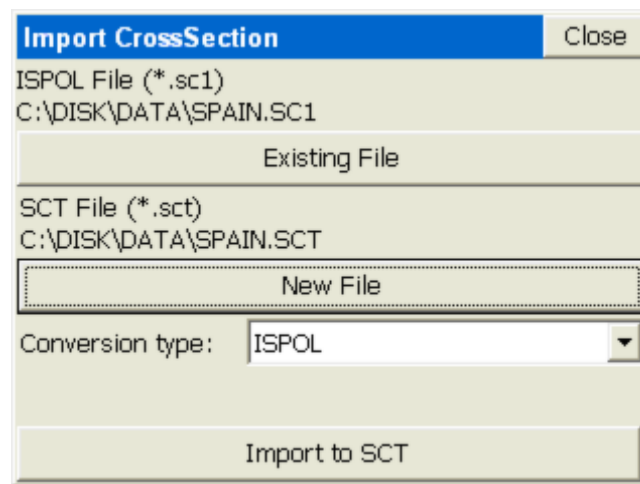 Import CrossSection
Close
ISPOL File (*.sc1)
C:\DISK\DATA\SPAIN.SC1
Existing File
SCT File (*.sct)
C:\DISK\DATA\SPAIN.SCT
New File
Conversion type: ISPOL
Import to SCT